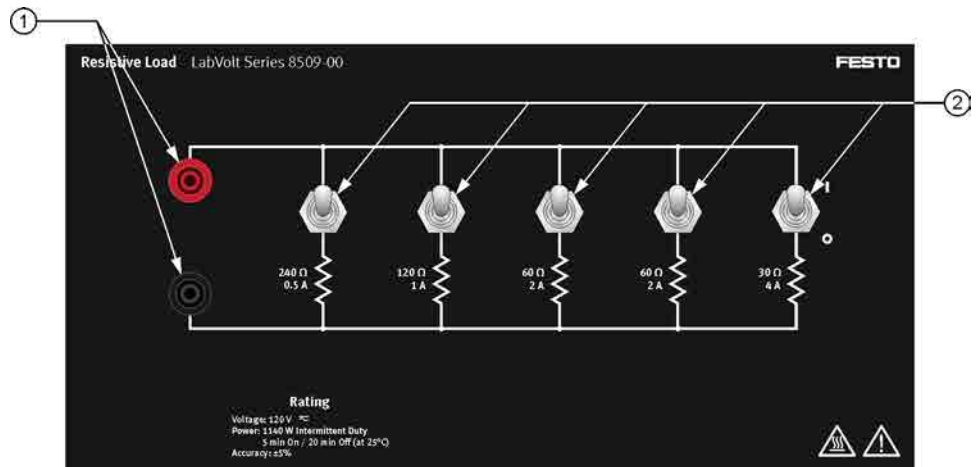 1
Resistive Load LabVolt Series 8509-00
FESTO
2
I
O
240 Ω
0.5 A
120 Ω
1 A
60 Ω
2 A
60 Ω
2 A
30 Ω
4 A
Rating
Voltage: 120 V
Power: 1140 W Intermittent Duty
5 min On / 20 min Off (at 25°C)
Accuracy: ±5%